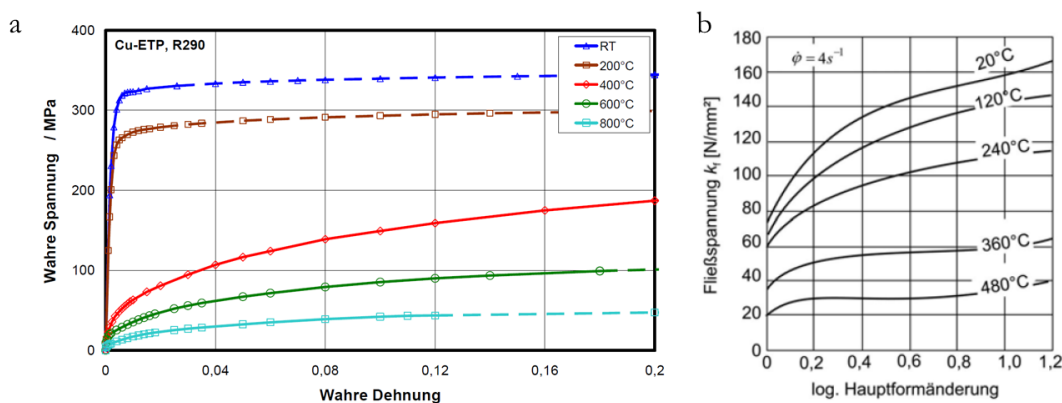 a
Cu-ETP, R290
RT
200°C
400°C
600°C
800°C
Wahre Spannung / MPa
400
300
200
100
0
0
0,04
0,08
0,12
0,16
0,2
Wahre Dehnung
b
φ̇ = 4s⁻¹
Fließspannung kf [N/mm²]
180
160
140
120
100
80
60
40
20
0
20°C
120°C
240°C
360°C
480°C
0
0,2
0,4
0,6
0,8
1,0
1,2
log. Hauptformänderung